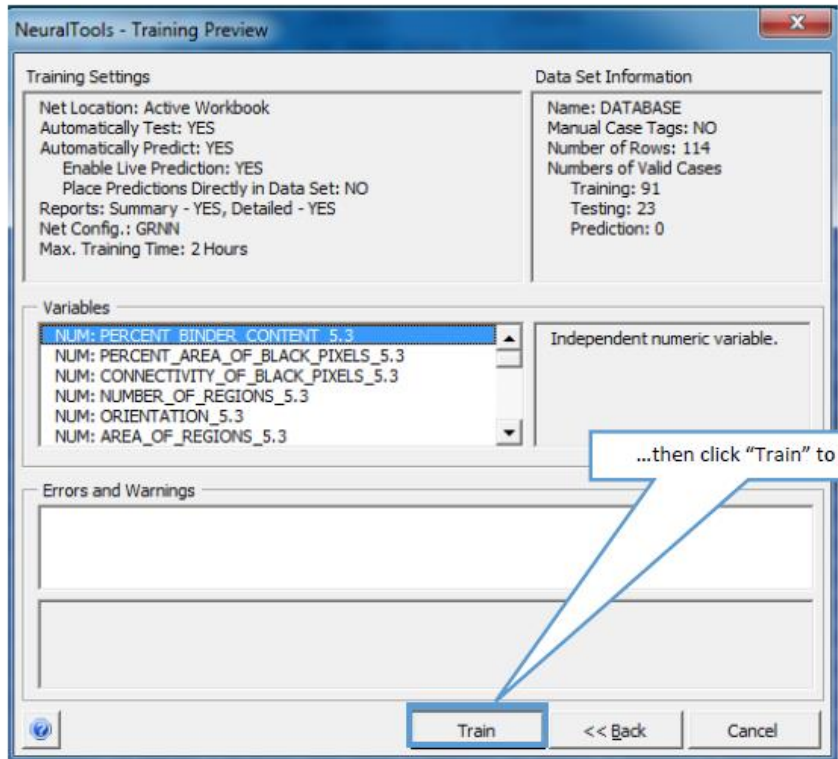 NeuralTools - Training Preview
Training Settings
Net Location: Active Workbook
Automatically Test: YES
Automatically Predict: YES
Enable Live Prediction: YES
Place Predictions Directly in Data Set: NO
Reports: Summary - YES, Detailed - YES
Net Config.: GRNN
Max. Training Time: 2 Hours
Data Set Information
Name: DATABASE
Manual Case Tags: NO
Number of Rows: 114
Numbers of Valid Cases
Training: 91
Testing: 23
Prediction: 0
Variables
NUM: PERCENT_BINDER_CONTENT_5.3
NUM: PERCENT_AREA_OF_BLACK_PIXELS_5.3
NUM: CONNECTIVITY_OF_BLACK_PIXELS_5.3
NUM: NUMBER_OF_REGIONS_5.3
NUM: ORIENTATION_5.3
NUM: AREA_OF_REGIONS_5.3
Independent numeric variable.
...then click “Train” to
Errors and Warnings
Train
<< Back
Cancel